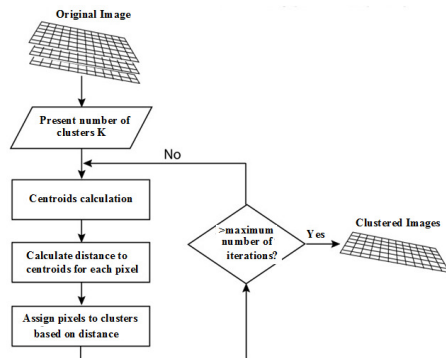 Original Image
Present number of
clusters K
No
Centroids calculation
>maximum
number of
iterations?
Yes
Clustered Images
Calculate distance to
centroids for each pixel
Assign pixels to clusters
based on distance